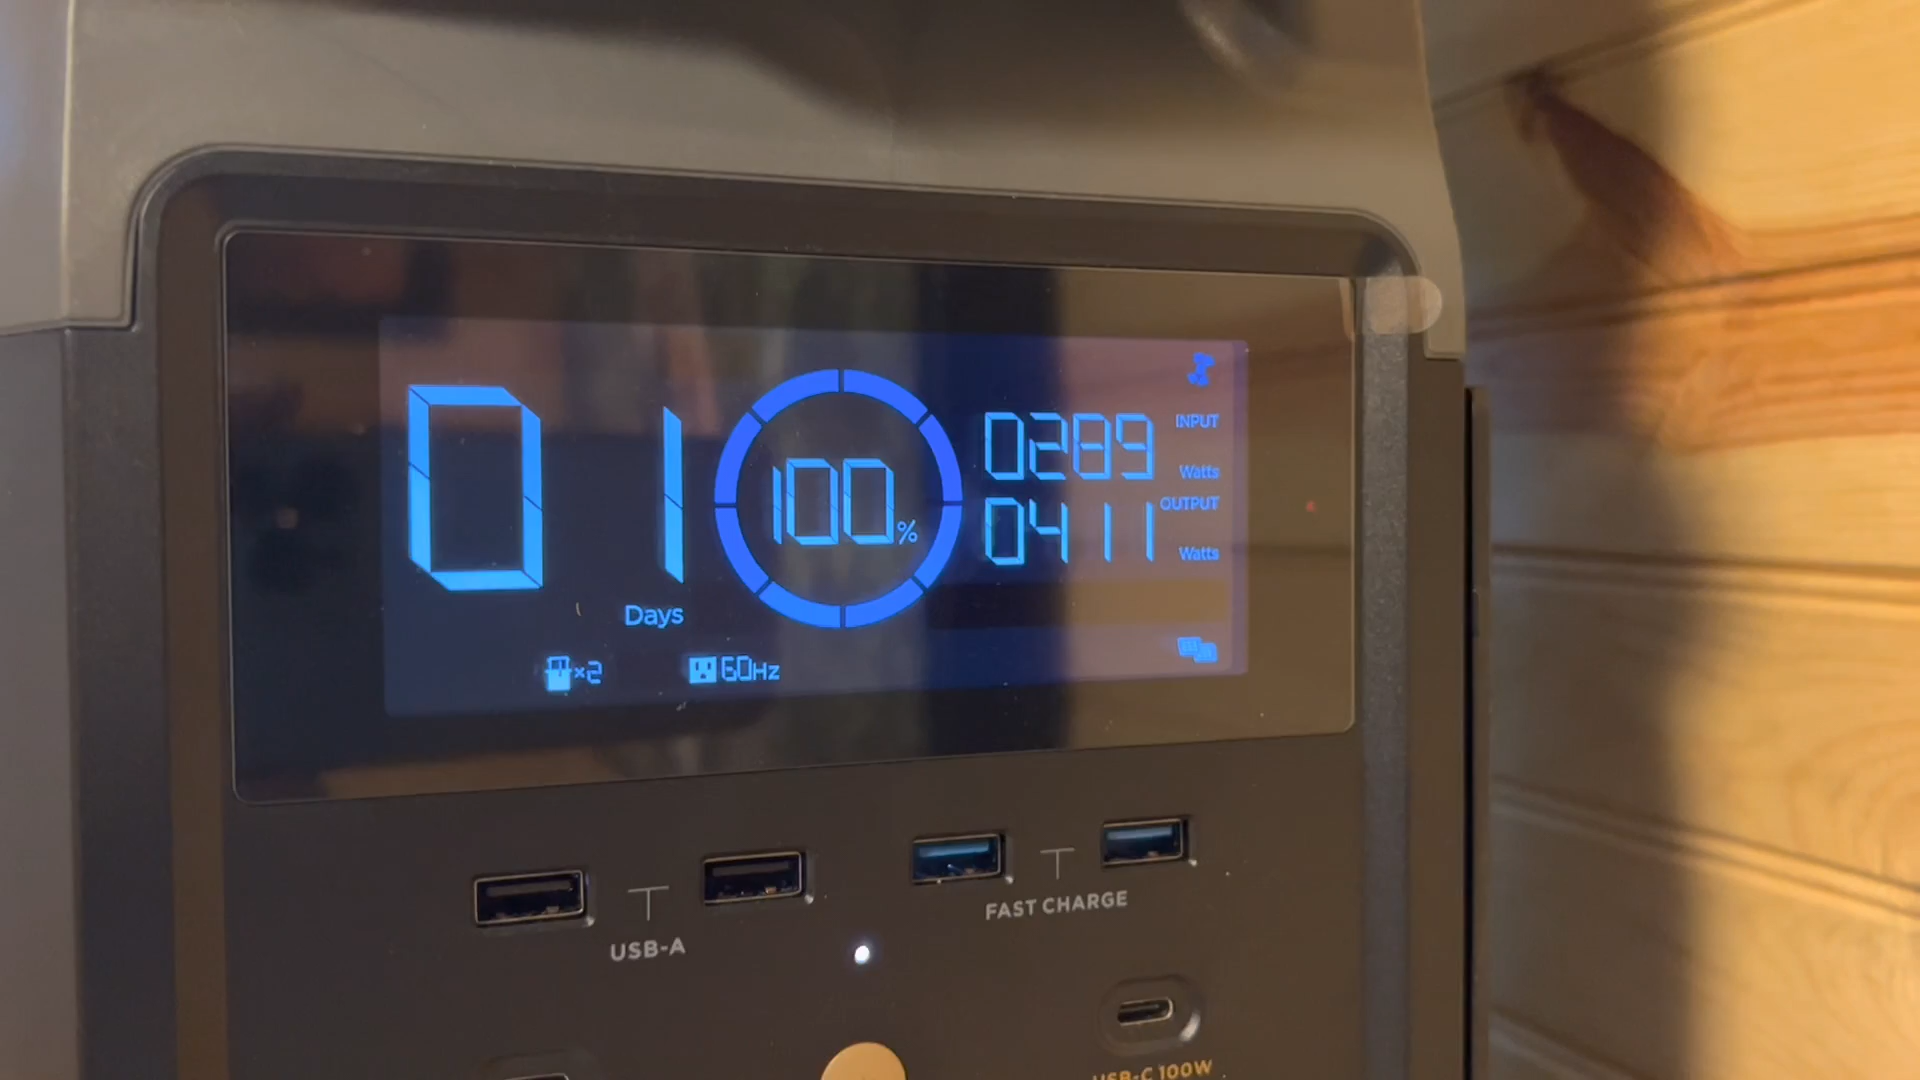 01
Days
100%
0289
INPUT
Watts
0411
OUTPUT
Watts
×2
60Hz
USB-A
FAST CHARGE
USB-C 100W